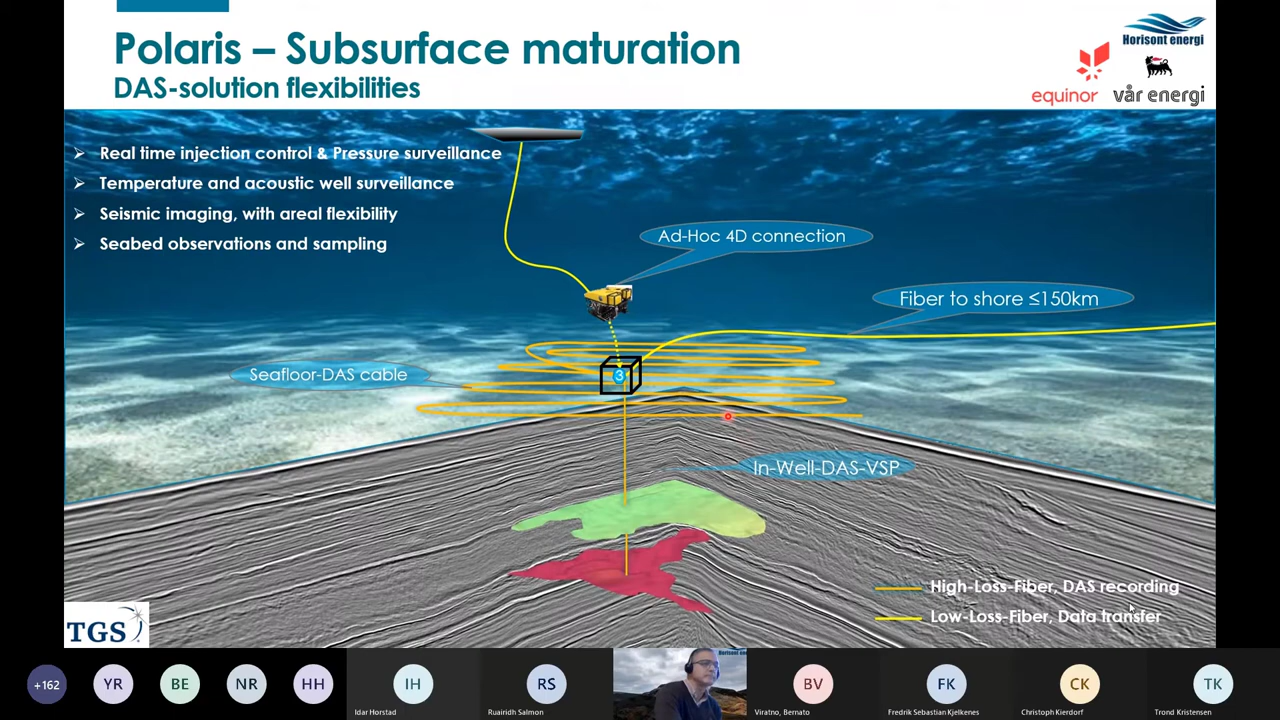 Polaris – Subsurface maturation
DAS-solution flexibilities
Horisont energi
equinor
vår energi
Real time injection control & Pressure surveillance
Temperature and acoustic well surveillance
Seismic imaging, with areal flexibility
Seabed observations and sampling
Ad-Hoc 4D connection
Fiber to shore ≤150km
Seafloor-DAS cable
3
In-Well-DAS-VSP
High-Loss-Fiber, DAS recording
Low-Loss-Fiber, Data transfer
TGS
+162
YR
BE
NR
HH
IH
Idar Horstad
RS
Ruairidh Salmon
Horisont energi
BV
Viratno, Bernato
FK
Fredrik Sebastian Kjelkenes
CK
Christoph Kierdorf
TK
Trond Kristensen